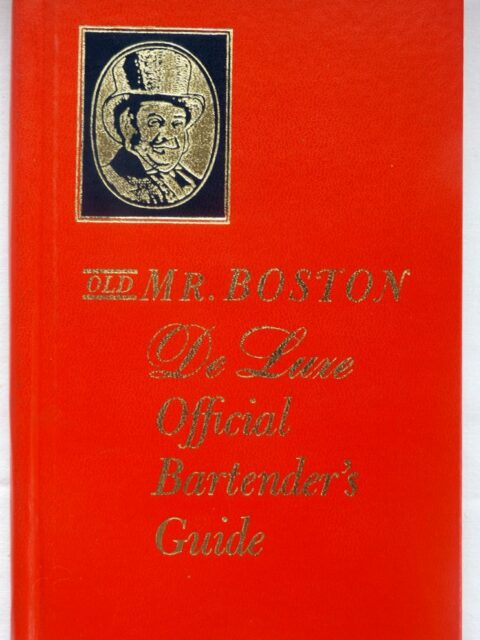 OLD MR. BOSTON
De Luxe
Official
Bartender's
Guide